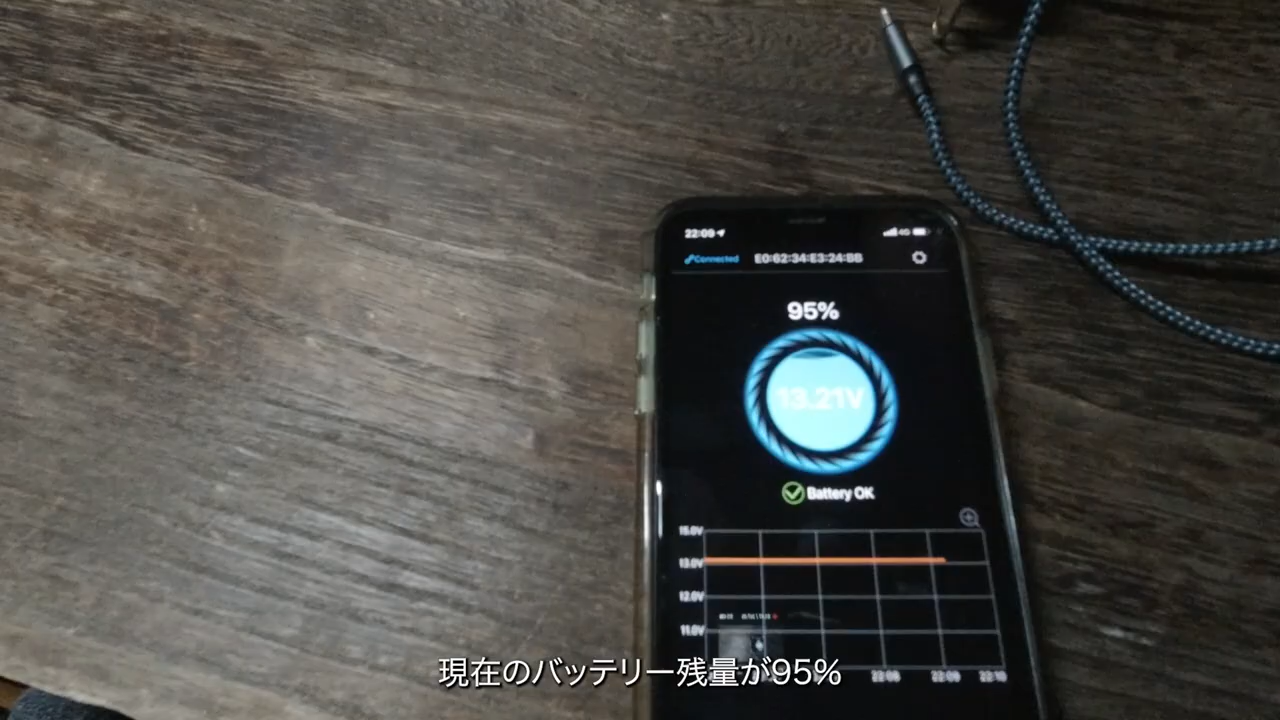 22:09
4G
Connected
E0:62:34:E3:24:BB
95%
13.21V
Battery OK
15.0V
13.0V
12.0V
11.0V
22:08
22:09
22:10
現在のバッテリー残量が95%